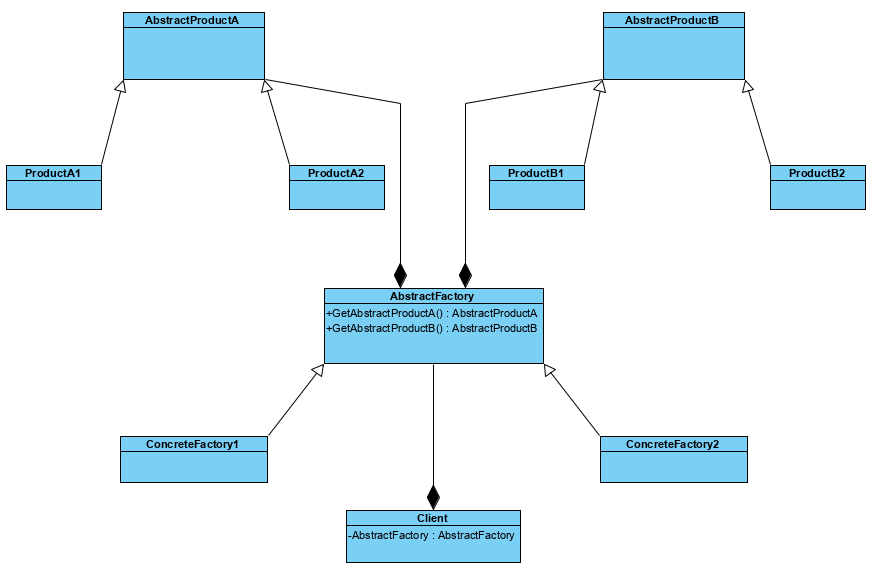 AbstractProductA
AbstractProductB
ProductA1
ProductA2
ProductB1
ProductB2
AbstractFactory
+GetAbstractProductA() : AbstractProductA
+GetAbstractProductB() : AbstractProductB
ConcreteFactory1
ConcreteFactory2
Client
-AbstractFactory : AbstractFactory